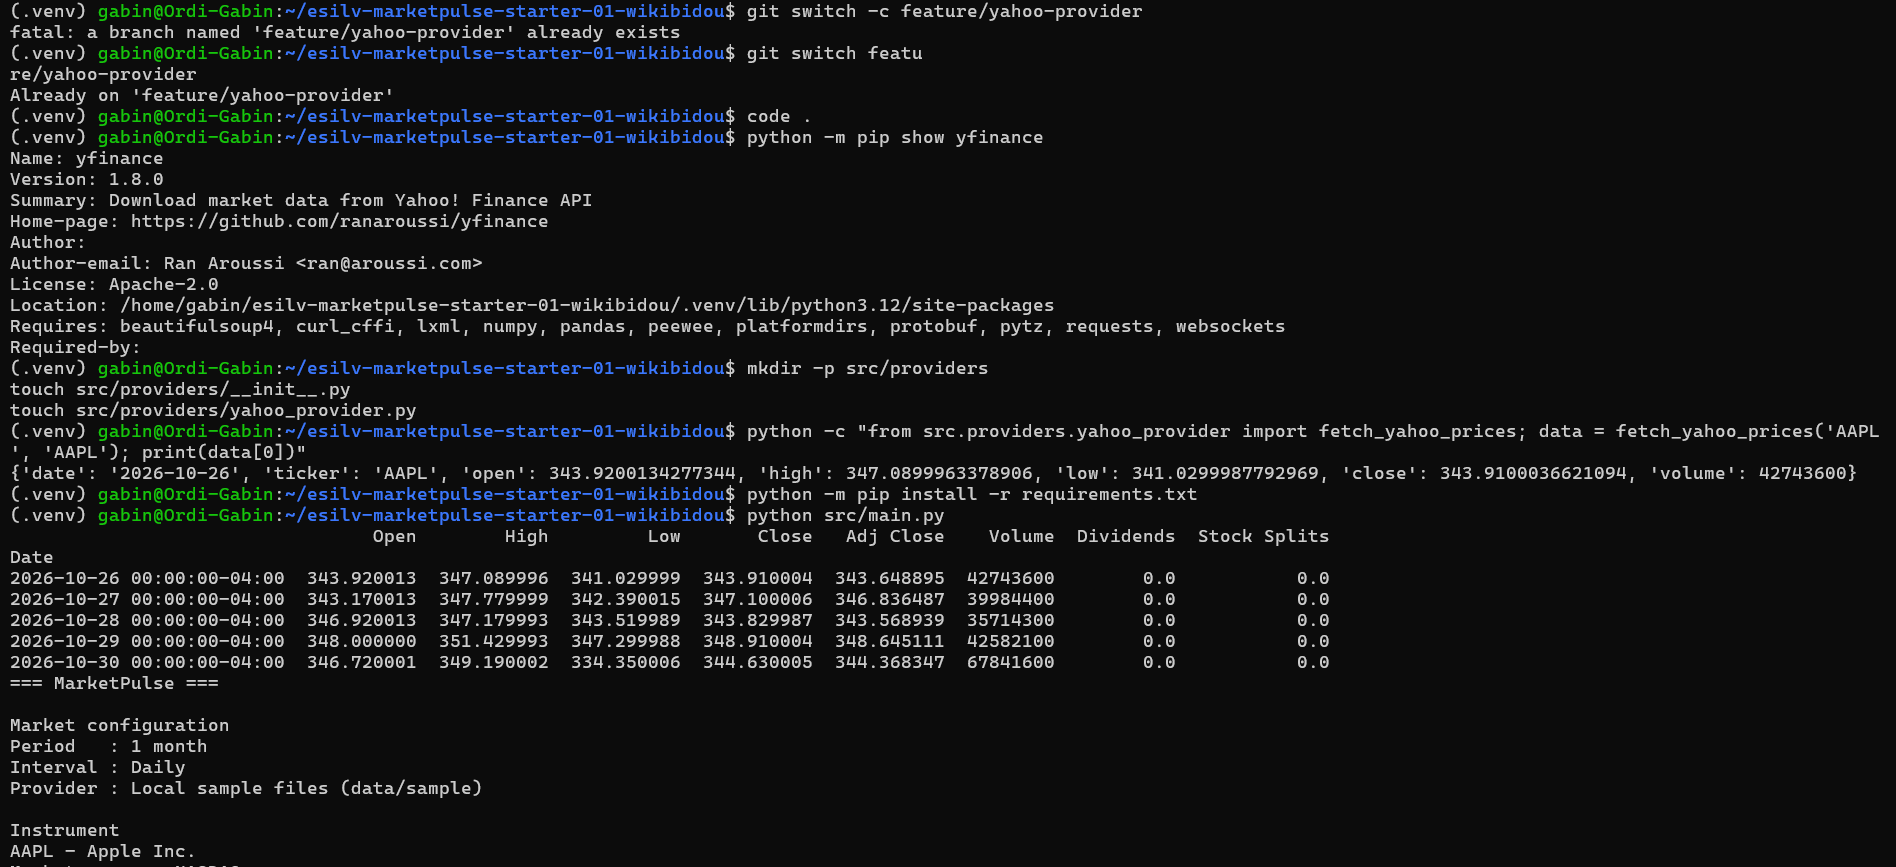 (.venv) gabin@Ordi-Gabin:~/esilv-marketpulse-starter-01-wikibidou$ git switch -c feature/yahoo-provider
fatal: a branch named 'feature/yahoo-provider' already exists
(.venv) gabin@Ordi-Gabin:~/esilv-marketpulse-starter-01-wikibidou$ git switch featu
re/yahoo-provider
Already on 'feature/yahoo-provider'
(.venv) gabin@Ordi-Gabin:~/esilv-marketpulse-starter-01-wikibidou$ code .
(.venv) gabin@Ordi-Gabin:~/esilv-marketpulse-starter-01-wikibidou$ python -m pip show yfinance
Name: yfinance
Version: 1.8.0
Summary: Download market data from Yahoo! Finance API
Home-page: https://github.com/ranaroussi/yfinance
Author:
Author-email: Ran Aroussi <ran@aroussi.com>
License: Apache-2.0
Location: /home/gabin/esilv-marketpulse-starter-01-wikibidou/.venv/lib/python3.12/site-packages
Requires: beautifulsoup4, curl_cffi, lxml, numpy, pandas, peewee, platformdirs, protobuf, pytz, requests, websockets
Required-by:
(.venv) gabin@Ordi-Gabin:~/esilv-marketpulse-starter-01-wikibidou$ mkdir -p src/providers
touch src/providers/__init__.py
touch src/providers/yahoo_provider.py
(.venv) gabin@Ordi-Gabin:~/esilv-marketpulse-starter-01-wikibidou$ python -c "from src.providers.yahoo_provider import fetch_yahoo_prices; data = fetch_yahoo_prices('AAPL
', 'AAPL'); print(data[0])"
{'date': '2026-10-26', 'ticker': 'AAPL', 'open': 343.9200134277344, 'high': 347.0899963378906, 'low': 341.0299987792969, 'close': 343.9100036621094, 'volume': 42743600}
(.venv) gabin@Ordi-Gabin:~/esilv-marketpulse-starter-01-wikibidou$ python -m pip install -r requirements.txt
(.venv) gabin@Ordi-Gabin:~/esilv-marketpulse-starter-01-wikibidou$ python src/main.py
Open High Low Close Adj Close Volume Dividends Stock Splits
Date
2026-10-26 00:00:00-04:00 343.920013 347.089996 341.029999 343.910004 343.648895 42743600 0.0 0.0
2026-10-27 00:00:00-04:00 343.170013 347.779999 342.390015 347.100006 346.836487 39984400 0.0 0.0
2026-10-28 00:00:00-04:00 346.920013 347.179993 343.519989 343.829987 343.568939 35714300 0.0 0.0
2026-10-29 00:00:00-04:00 348.000000 351.429993 347.299988 348.910004 348.645111 42582100 0.0 0.0
2026-10-30 00:00:00-04:00 346.720001 349.190002 334.350006 344.630005 344.368347 67841600 0.0 0.0
=== MarketPulse ===
Market configuration
Period : 1 month
Interval : Daily
Provider : Local sample files (data/sample)
Instrument
AAPL - Apple Inc.